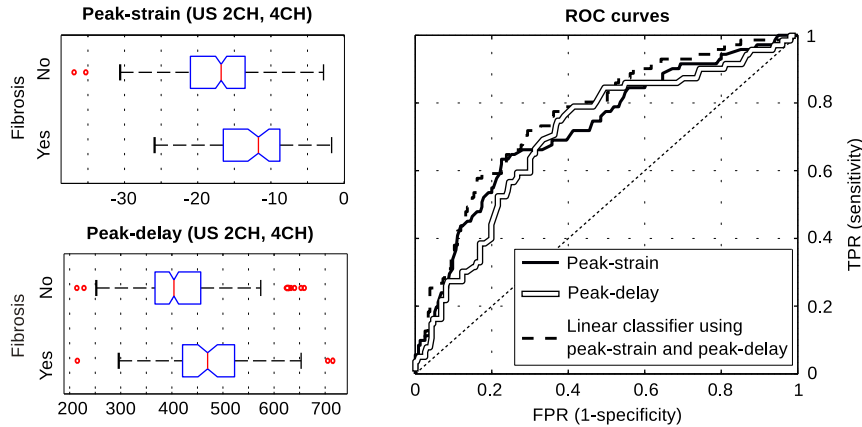 Peak-strain (US 2CH, 4CH)
Fibrosis
No
Yes
-30 -20 -10 0
Peak-delay (US 2CH, 4CH)
Fibrosis
No
Yes
200 300 400 500 600 700
ROC curves
1
0.8
0.6
0.4
0.2
0
TPR (sensitivity)
Peak-strain
Peak-delay
Linear classifier using
peak-strain and peak-delay
0 0.2 0.4 0.6 0.8 1
FPR (1-specificity)